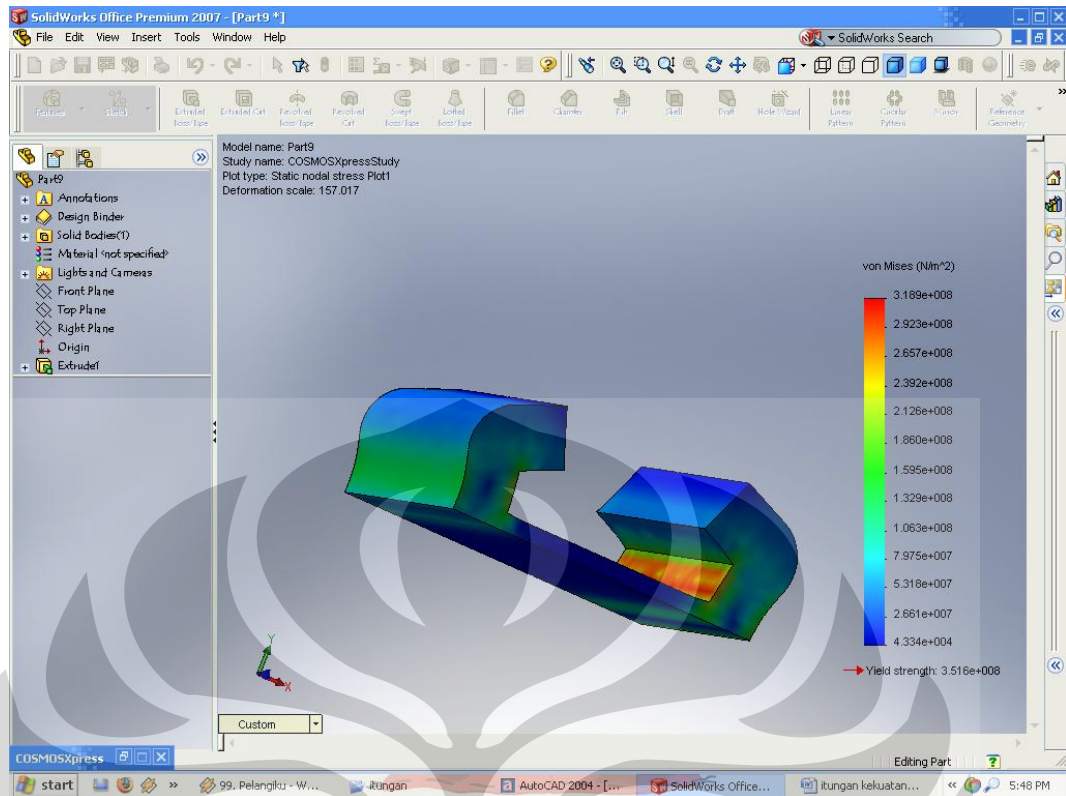 SolidWorks Office Premium 2007 - [Part9 *]
File Edit View Insert Tools Window Help
SolidWorks Search
Features
Sketch
Extruded Boss/Base
Extruded Cut
Revolved Boss/Base
Revolved Cut
Swept Boss/Base
Lofted Boss/Base
Fillet
Chamfer
Rib
Shell
Draft
Hole Wizard
Linear Pattern
Circular Pattern
Mirror
Reference Geometry
Part9
Annotations
Design Binder
Solid Bodies(1)
Material <not specified>
Lights and Cameras
Front Plane
Top Plane
Right Plane
Origin
Extrude1
Model name: Part9
Study name: COSMOSXpressStudy
Plot type: Static nodal stress Plot1
Deformation scale: 157.017
von Mises (N/m^2)
3.189e+008
2.923e+008
2.657e+008
2.392e+008
2.126e+008
1.860e+008
1.595e+008
1.329e+008
1.063e+008
7.975e+007
5.318e+007
2.661e+007
4.334e+004
Yield strength: 3.516e+008
Y
X
Custom
COSMOSXpress
Editing Part
start
99. Pelangiku - W...
itungan
AutoCAD 2004 - [...
SolidWorks Office...
itungan kekuatan...
5:48 PM